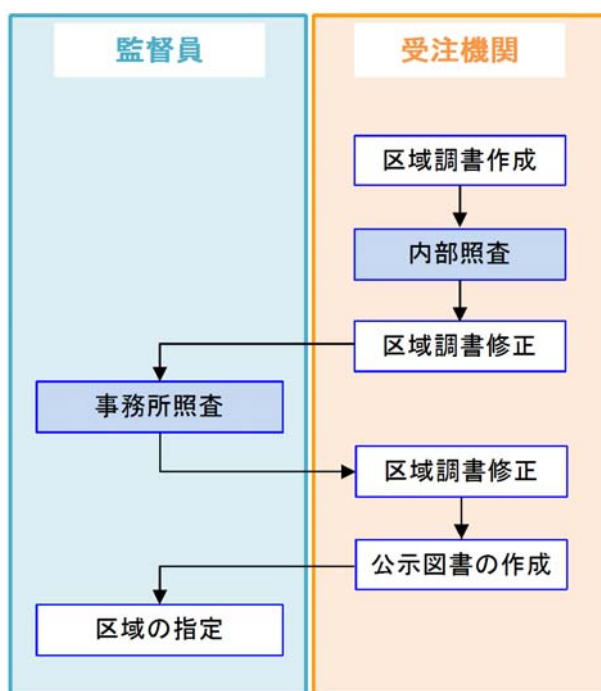 監督員
受注機関
区域調書作成
内部照査
区域調書修正
事務所照査
区域調書修正
公示図書の作成
区域の指定